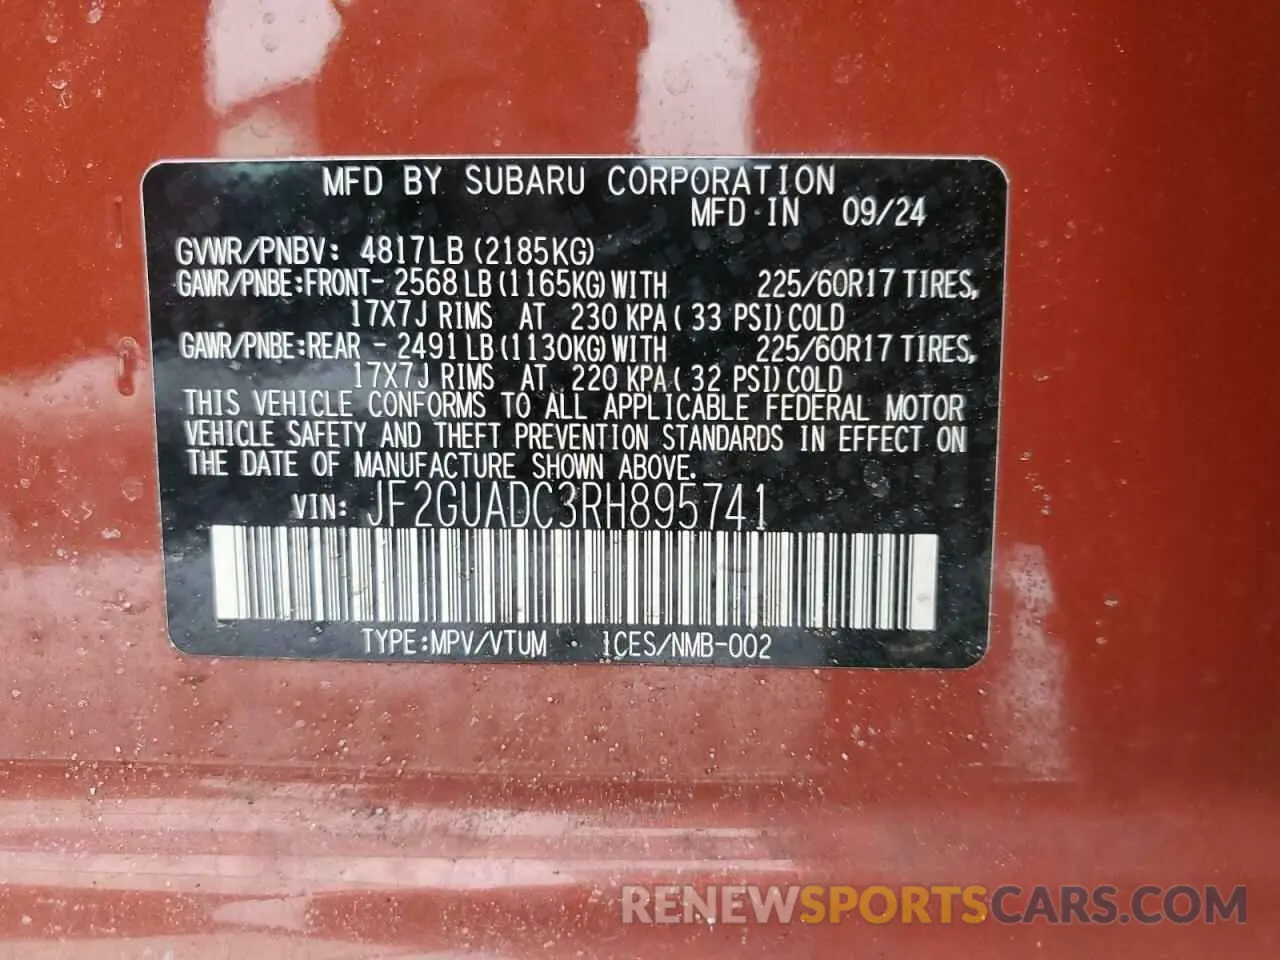 MFD BY SUBARU CORPORATION
MFD IN 09/24
GVWR/PNBV: 4817LB (2185KG)
GAWR/PNBE:FRONT- 2568 LB (1165KG) WITH 225/60R17 TIRES,
17X7J RIMS AT 230 KPA ( 33 PSI) COLD
GAWR/PNBE:REAR - 2491 LB (1130KG) WITH 225/60R17 TIRES,
17X7J RIMS AT 220 KPA ( 32 PSI) COLD
THIS VEHICLE CONFORMS TO ALL APPLICABLE FEDERAL MOTOR
VEHICLE SAFETY AND THEFT PREVENTION STANDARDS IN EFFECT ON
THE DATE OF MANUFACTURE SHOWN ABOVE.
VIN: JF2GUADC3RH895741
TYPE:MPV/VTUM ICES/NMB-002
RENEWSPORTSCARS.COM